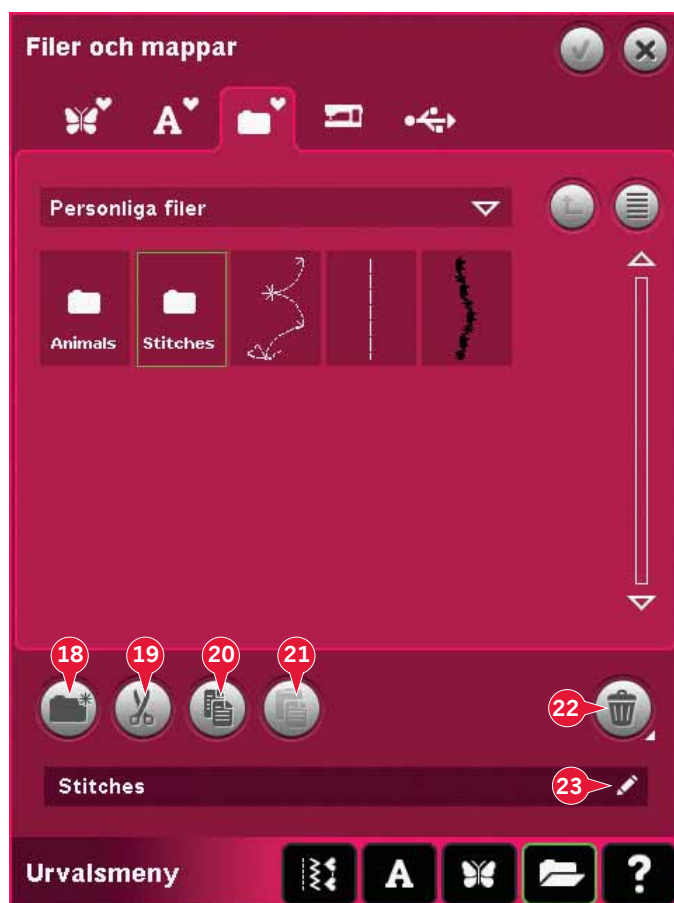 Filer och mappar
A
Personliga filer
Animals
Stitches
18
19
20
21
22
Stitches
23
Urvalsmeny
A
?